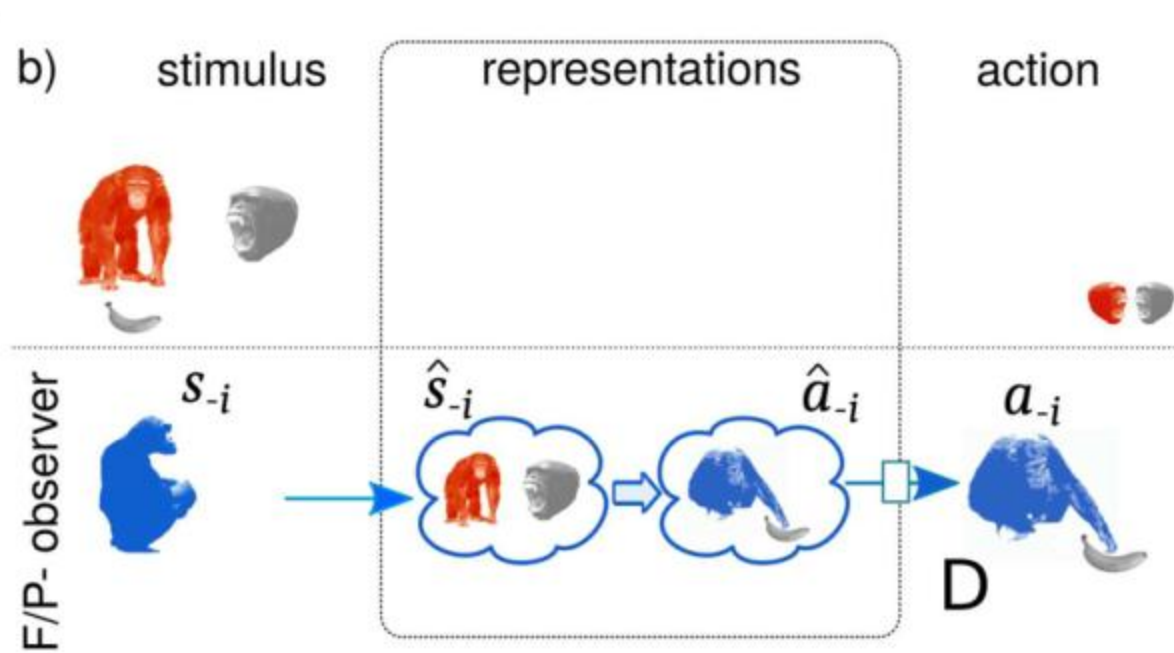 b) stimulus representations action
s-i ŝ-i â-i a-i
F/P- observer
D